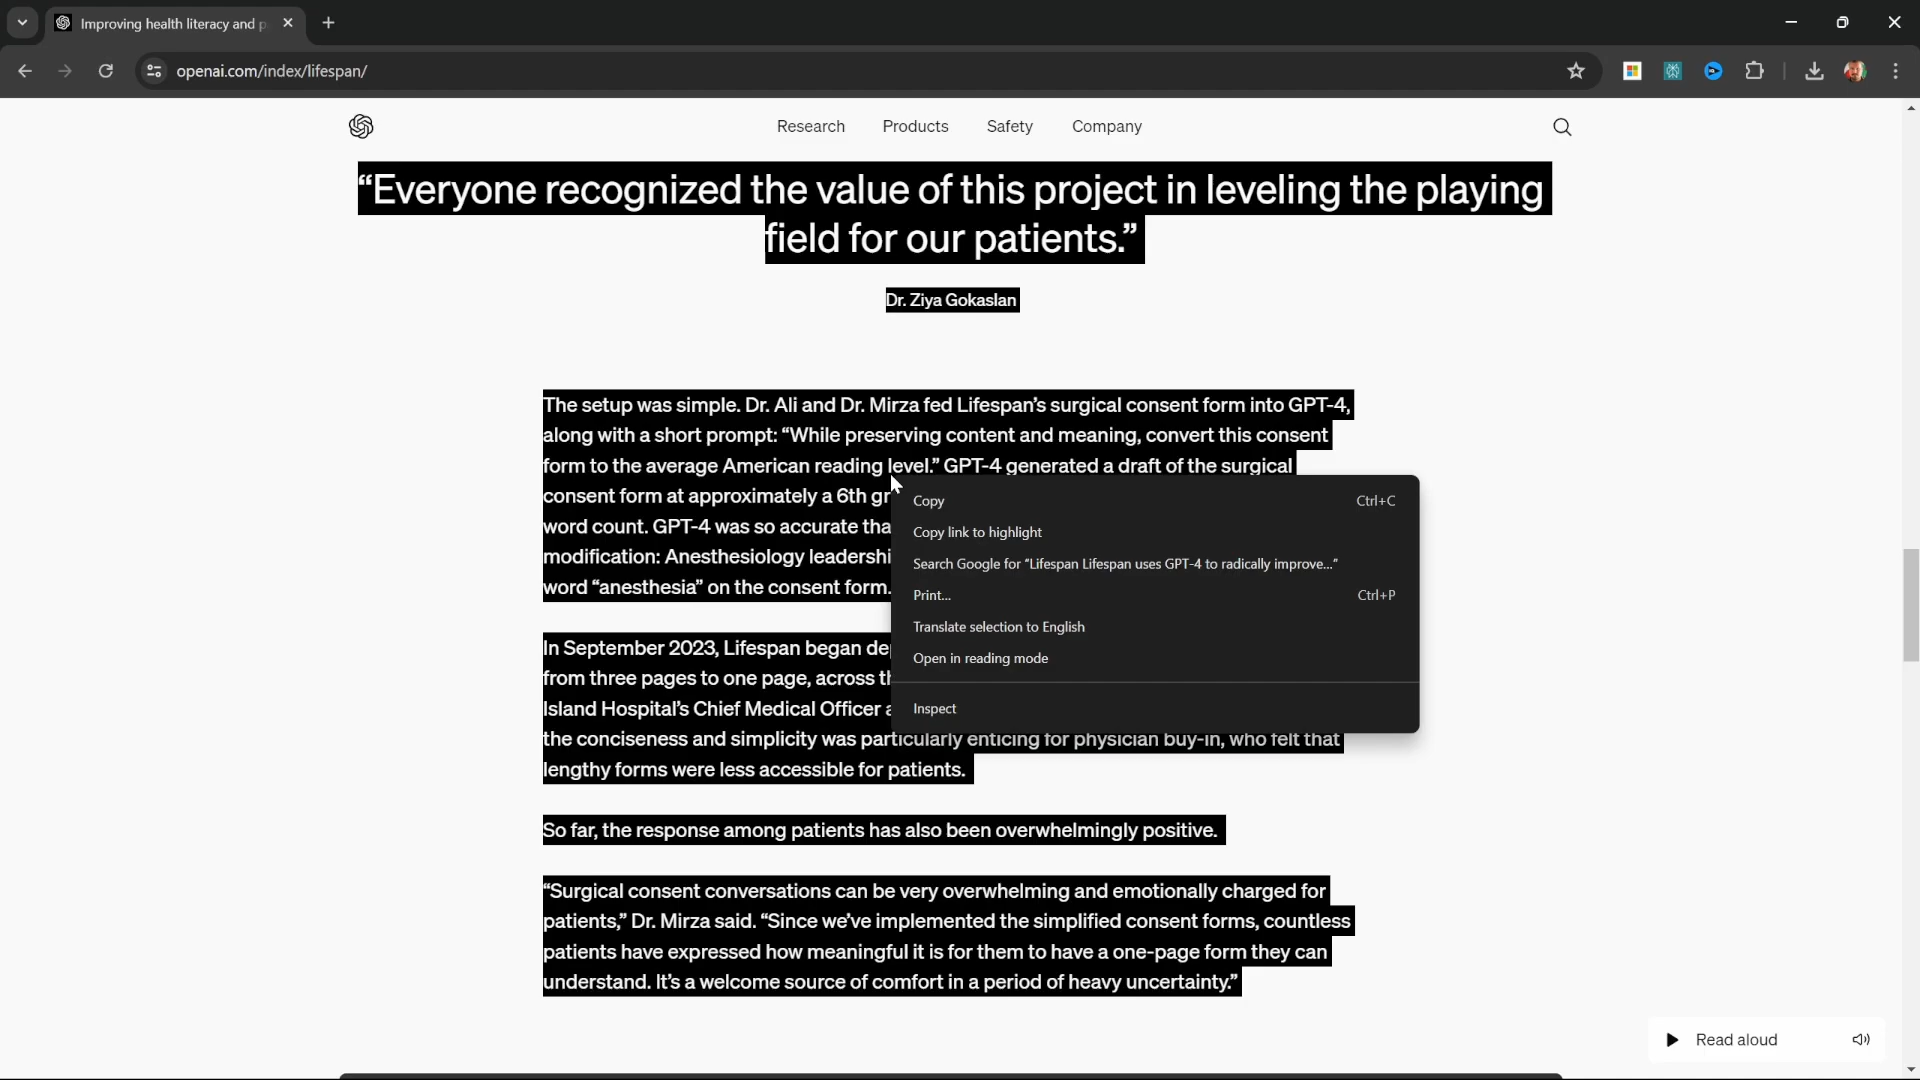 Improving health literacy and p
openai.com/index/lifespan/
Research Products Safety Company
“Everyone recognized the value of this project in leveling the playing
field for our patients.”
Dr. Ziya Gokaslan
The setup was simple. Dr. Ali and Dr. Mirza fed Lifespan’s surgical consent form into GPT-4,
along with a short prompt: “While preserving content and meaning, convert this consent
form to the average American reading level.” GPT-4 generated a draft of the surgical
consent form at approximately a 6th gr
word count. GPT-4 was so accurate tha
modification: Anesthesiology leadershi
word “anesthesia” on the consent form.
Copy Ctrl+C
Copy link to highlight
Search Google for “Lifespan Lifespan uses GPT-4 to radically improve...”
Print... Ctrl+P
Translate selection to English
Open in reading mode
Inspect
In September 2023, Lifespan began de
from three pages to one page, across th
Island Hospital’s Chief Medical Officer a
the conciseness and simplicity was particularly enticing for physician buy-in, who felt that
lengthy forms were less accessible for patients.
So far, the response among patients has also been overwhelmingly positive.
“Surgical consent conversations can be very overwhelming and emotionally charged for
patients,” Dr. Mirza said. “Since we’ve implemented the simplified consent forms, countless
patients have expressed how meaningful it is for them to have a one-page form they can
understand. It’s a welcome source of comfort in a period of heavy uncertainty.”
Read aloud